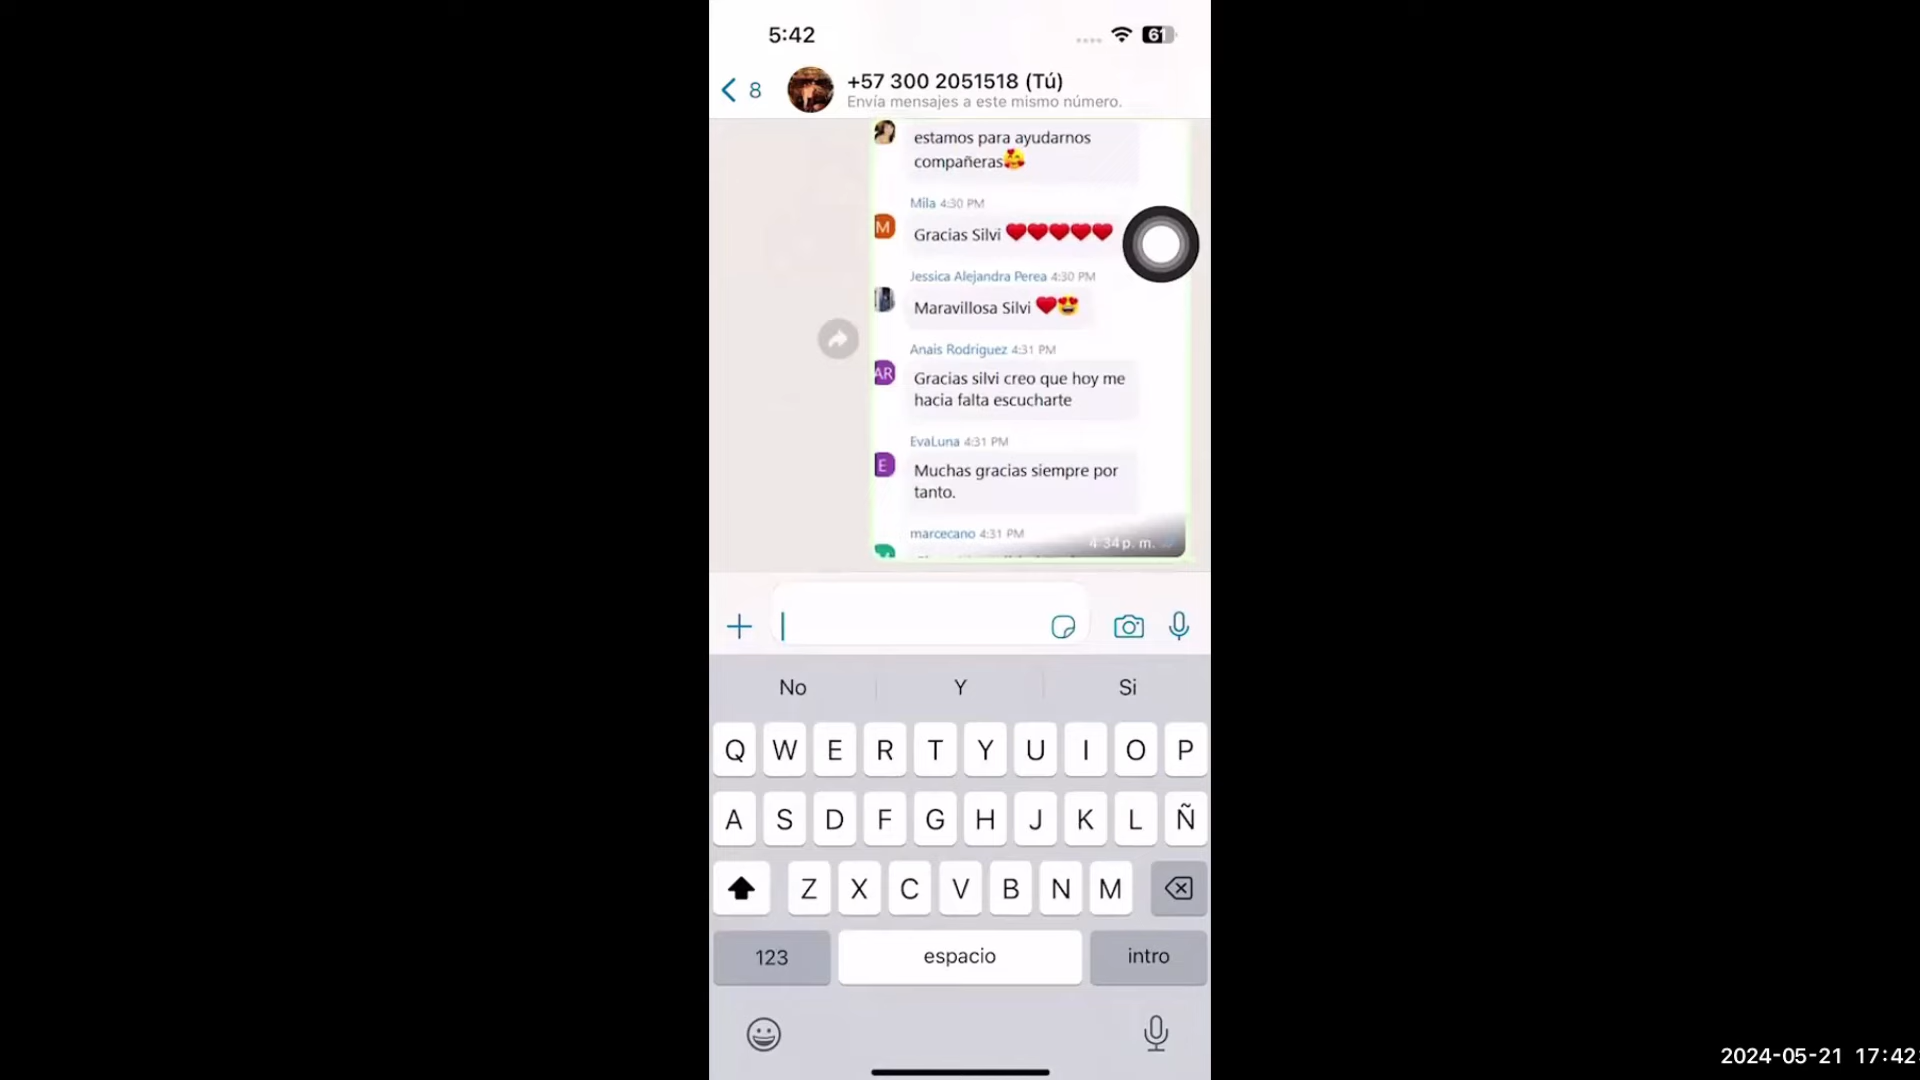 5:42
61
8
+57 300 2051518 (Tú)
Envía mensajes a este mismo número.
estamos para ayudarnos
compañeras🥰
Mila 4:30 PM
M
Gracias Silvi ❤❤❤❤❤
Jessica Alejandra Perea 4:30 PM
Maravillosa Silvi ❤😍
Anais Rodriguez 4:31 PM
AR
Gracias silvi creo que hoy me
hacia falta escucharte
EvaLuna 4:31 PM
E
Muchas gracias siempre por
tanto.
marcecano 4:31 PM
4:34 p. m.
No Y Si
Q W E R T Y U I O P
A S D F G H J K L Ñ
Z X C V B N M
123 espacio intro
2024-05-21 17:42